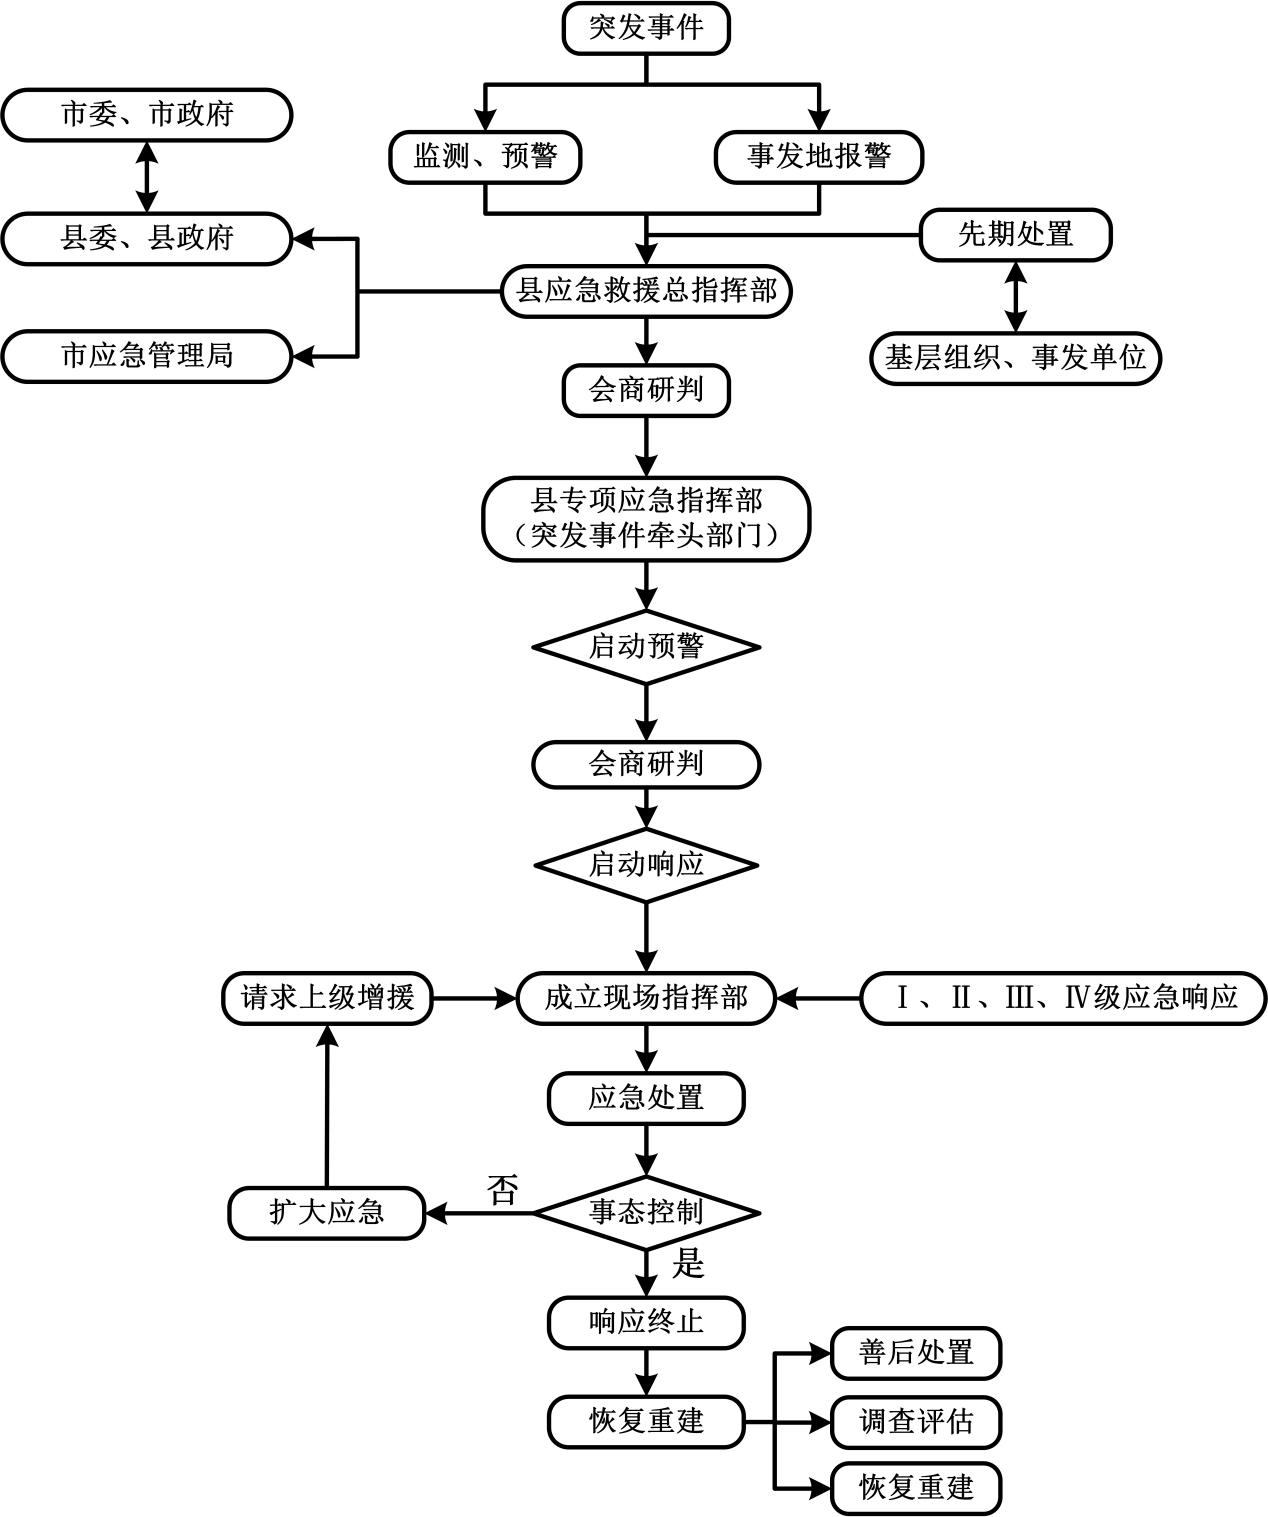 突发事件
市委、市政府
监测、预警
事发地报警
县委、县政府
先期处置
县应急救援总指挥部
市应急管理局
基层组织、事发单位
会商研判
县专项应急指挥部
（突发事件牵头部门）
启动预警
会商研判
启动响应
请求上级增援
成立现场指挥部
Ⅰ、Ⅱ、Ⅲ、Ⅳ级应急响应
应急处置
否
扩大应急
事态控制
是
响应终止
善后处置
恢复重建
调查评估
恢复重建